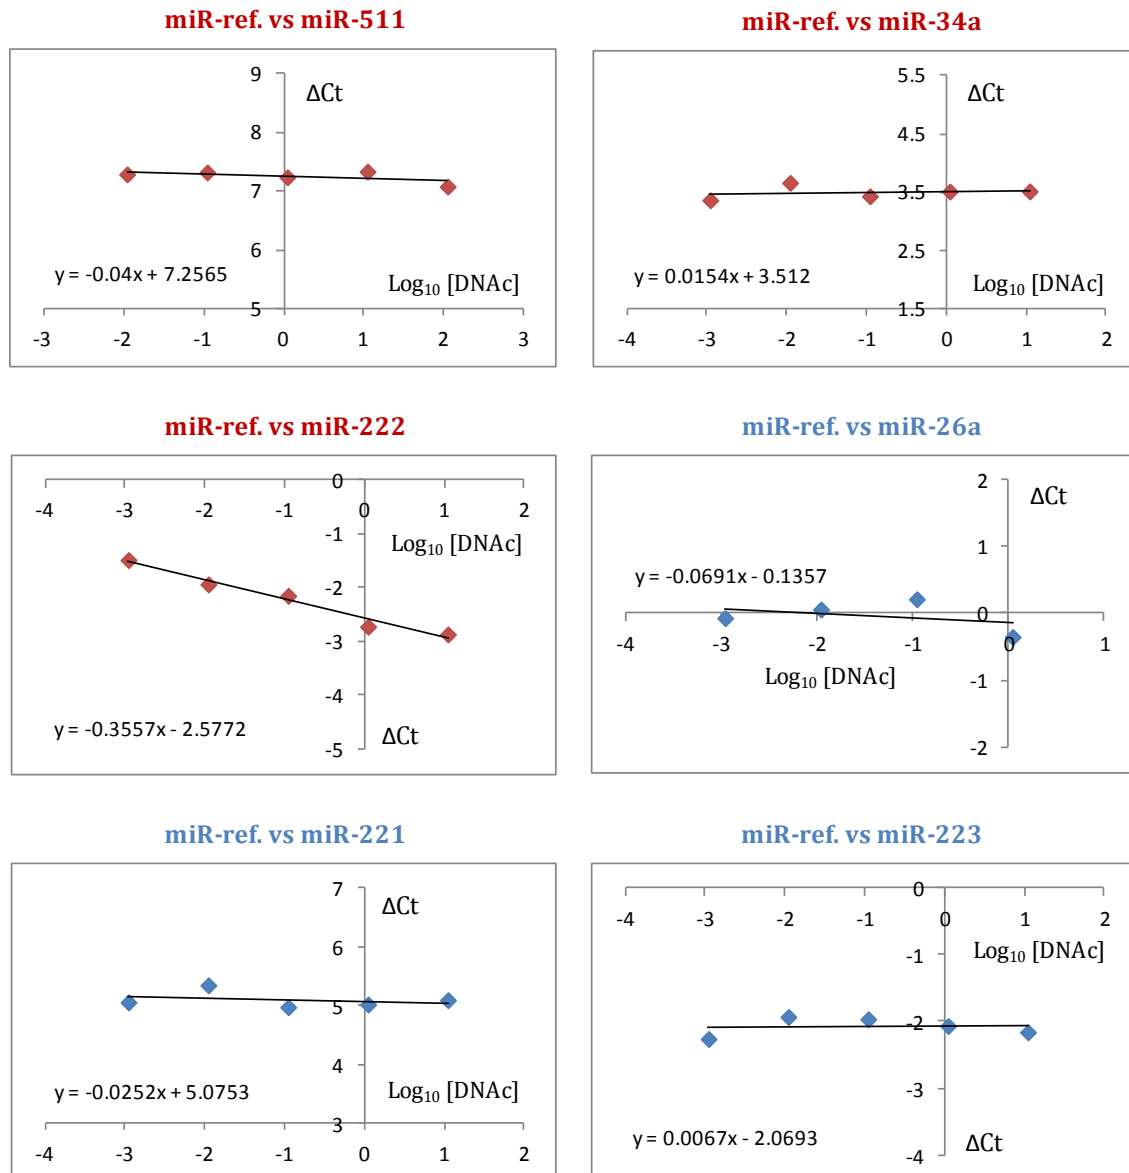 miR-ref. vs miR-511
9
ΔCt
8
7
6
y = -0.04x + 7.2565
Log₁₀ [DNAc]
5
-3 -2 -1 0 1 2 3
miR-ref. vs miR-34a
5.5
ΔCt
4.5
3.5
2.5
y = 0.0154x + 3.512
Log₁₀ [DNAc]
1.5
-4 -3 -2 -1 0 1 2
miR-ref. vs miR-222
0
-4 -3 -2 -1 0 1 2
-1
Log₁₀ [DNAc]
-2
-3
-4
y = -0.3557x - 2.5772
ΔCt
-5
miR-ref. vs miR-26a
2
ΔCt
1
y = -0.0691x - 0.1357
0
-4 -3 -2 -1 0 1
Log₁₀ [DNAc]
-1
-2
miR-ref. vs miR-221
7
ΔCt
6
5
4
y = -0.0252x + 5.0753
Log₁₀ [DNAc]
3
-4 -3 -2 -1 0 1 2
miR-ref. vs miR-223
0
-4 -3 -2 -1 0 1 2
Log₁₀ [DNAc]
-1
-2
-3
y = 0.0067x - 2.0693
ΔCt
-4